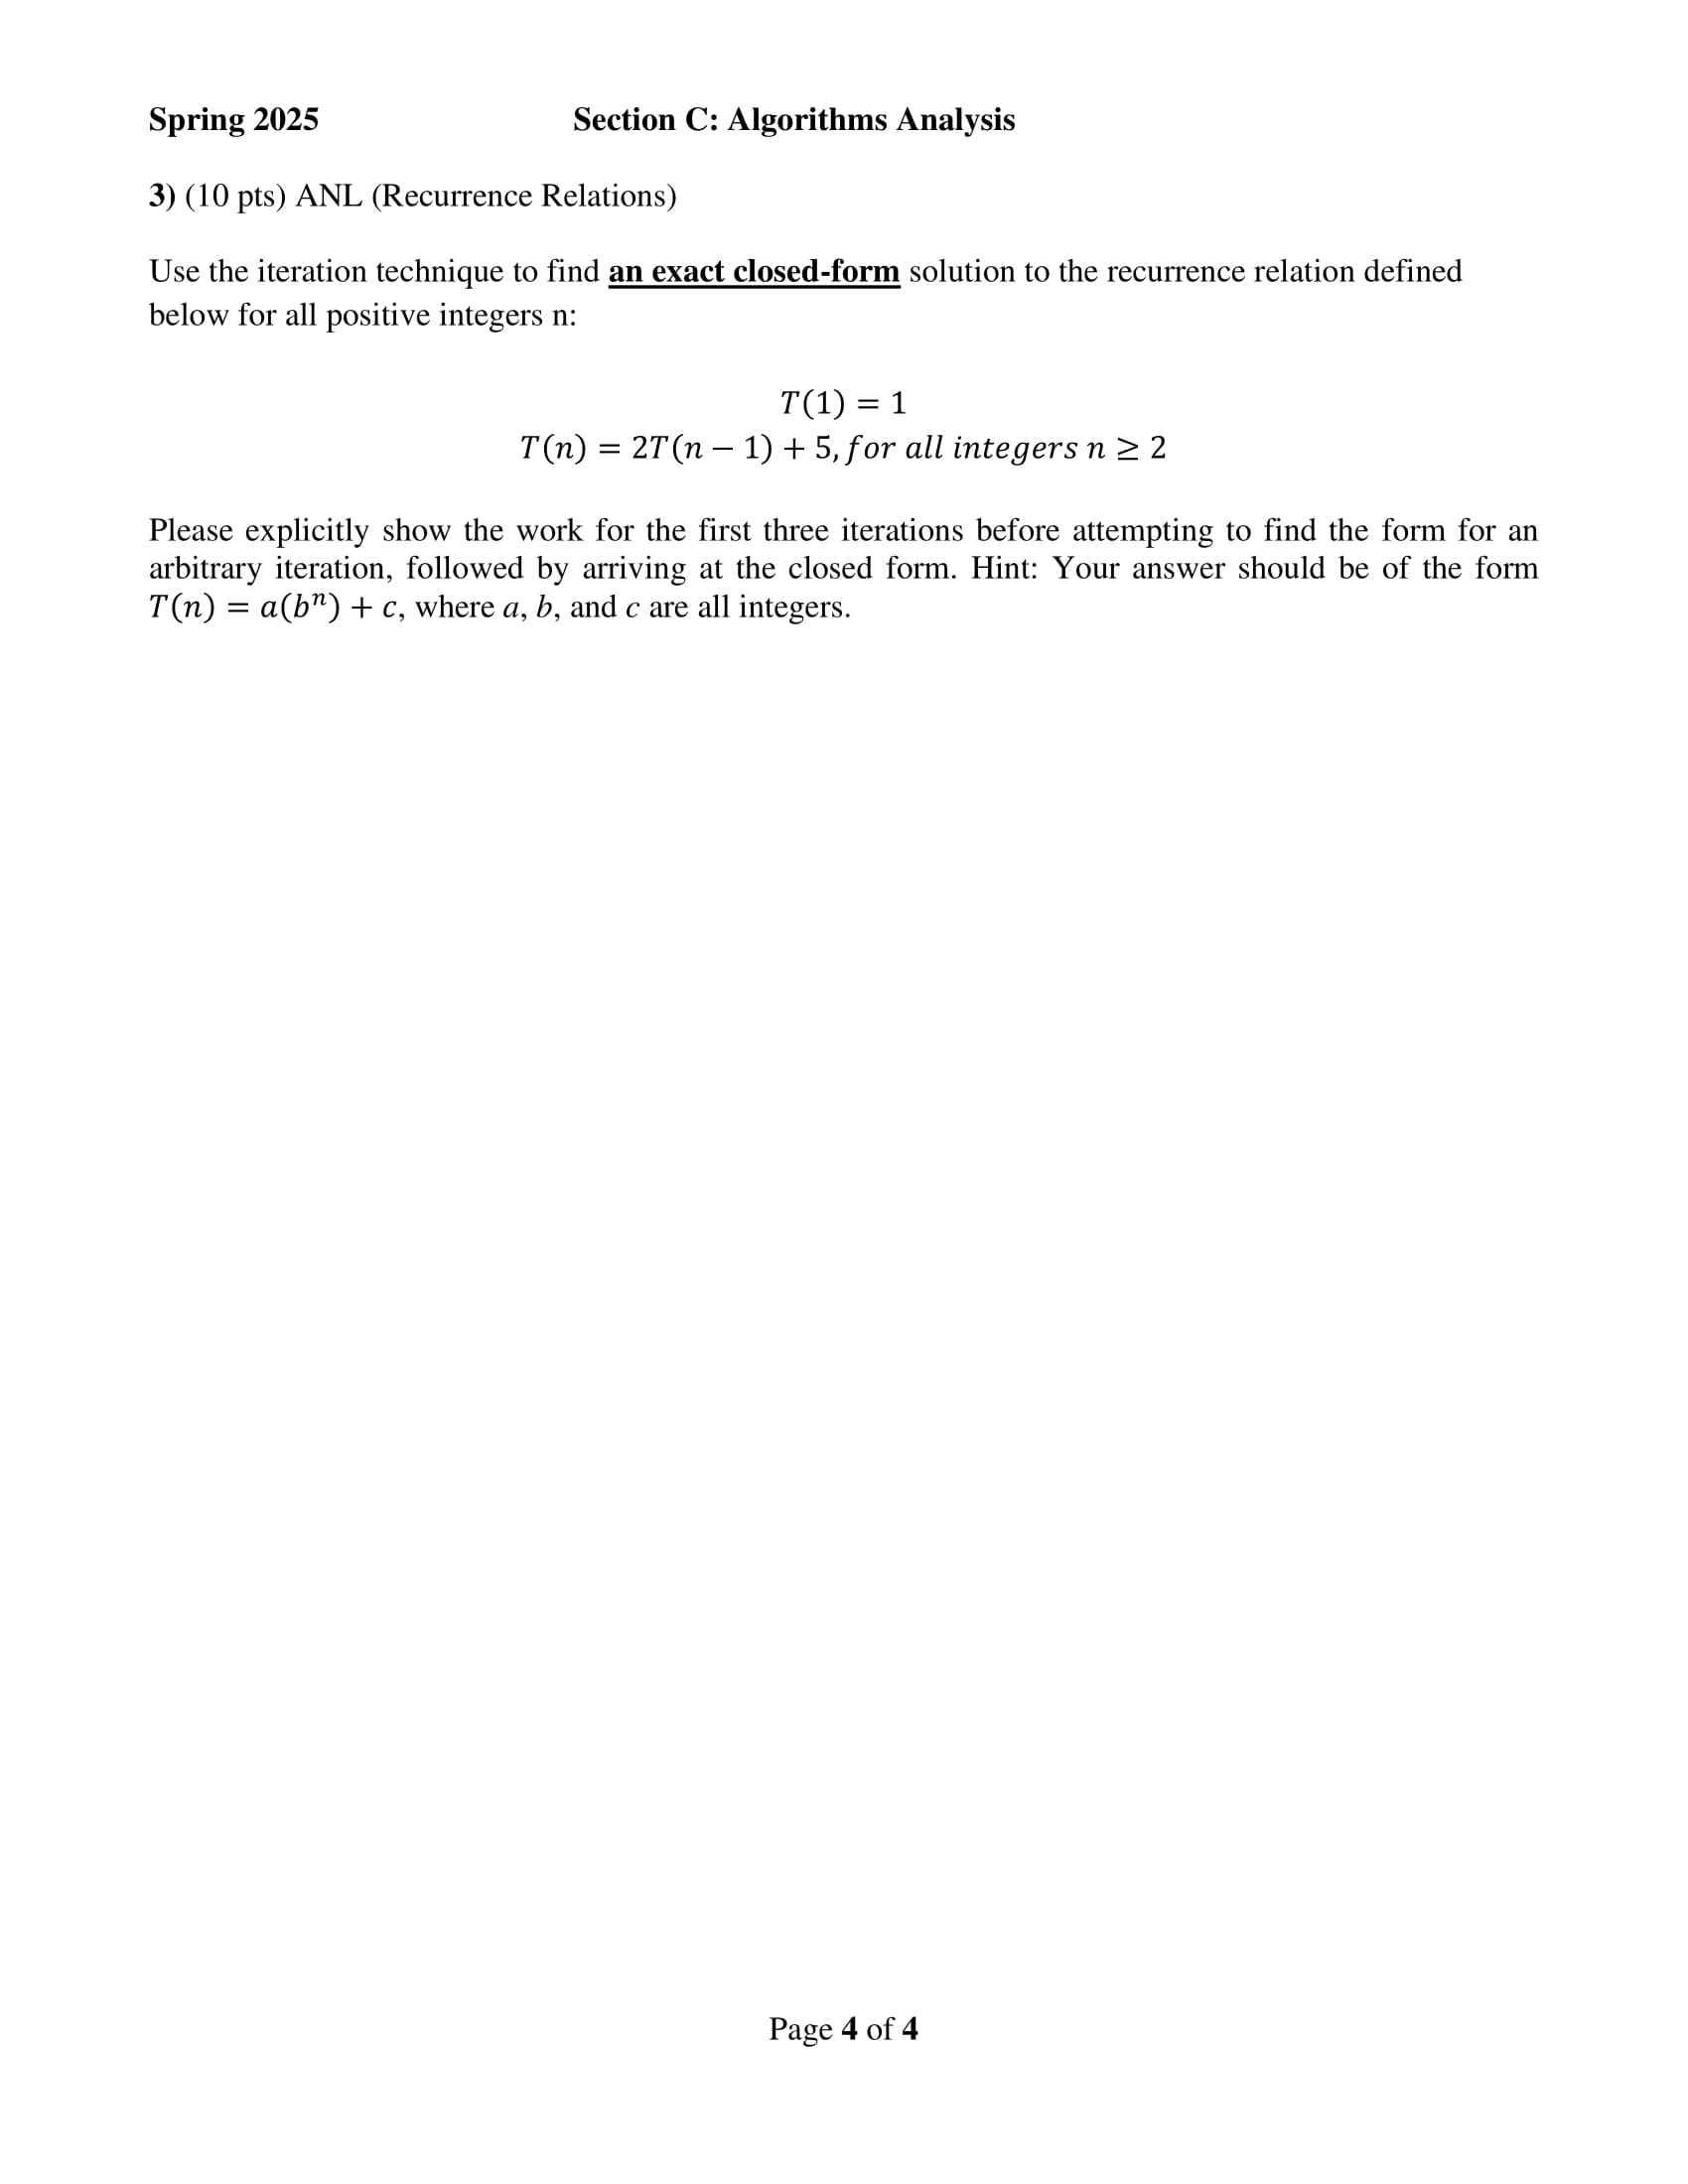 Spring 2025 Section C: Algorithms Analysis
3) (10 pts) ANL (Recurrence Relations)
Use the iteration technique to find an exact closed-form solution to the recurrence relation defined
below for all positive integers n:
T(1) = 1
T(n) = 2T(n − 1) + 5, for all integers n ≥ 2
Please explicitly show the work for the first three iterations before attempting to find the form for an
arbitrary iteration, followed by arriving at the closed form. Hint: Your answer should be of the form
T(n) = a(bⁿ) + c, where a, b, and c are all integers.
Page 4 of 4